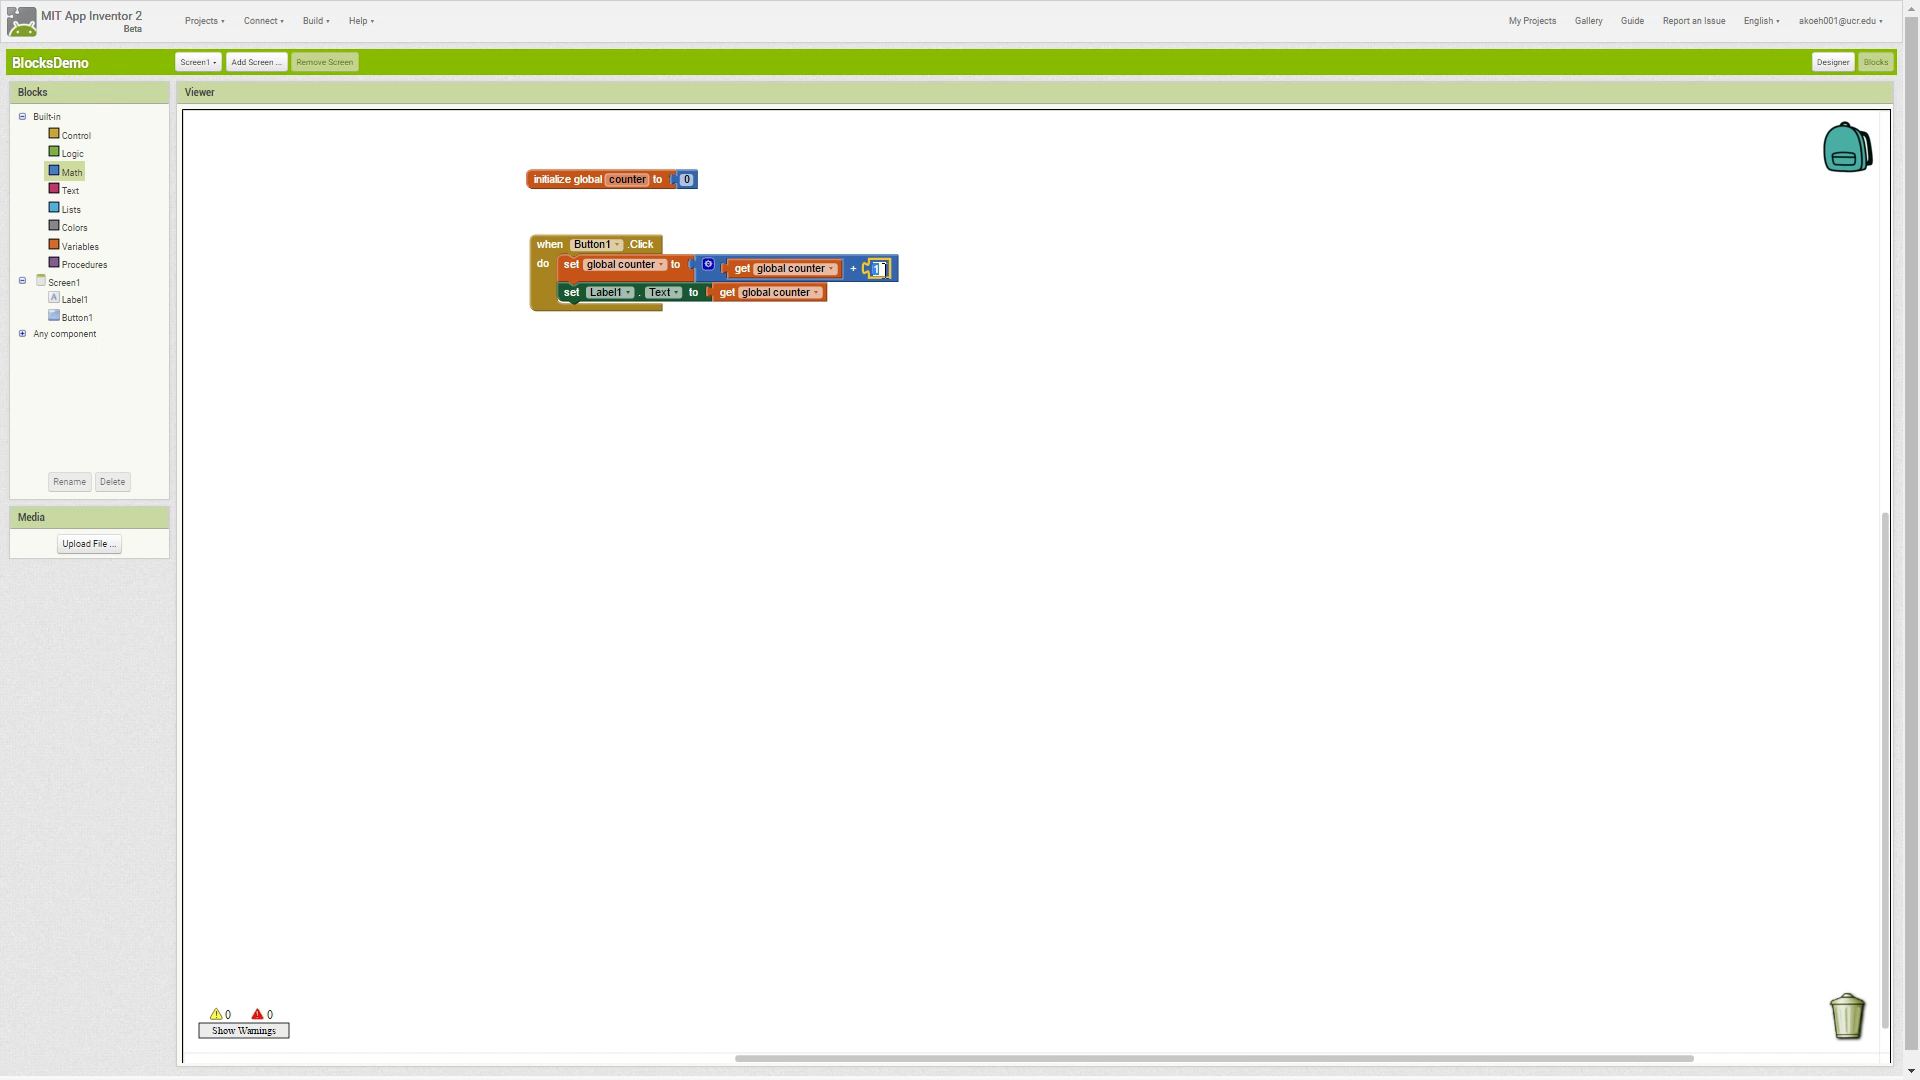 MIT App Inventor 2
Beta
Projects Connect Build Help
My Projects Gallery Guide Report an Issue English akoeh001@ucr.edu
BlocksDemo
Screen1 Add Screen ... Remove Screen
Designer Blocks
Blocks
Viewer
Built-in
Control
Logic
Math
Text
Lists
Colors
Variables
Procedures
Screen1
Label1
Button1
Any component
Rename Delete
Media
Upload File ...
initialize global counter to 0
when Button1 .Click
do set global counter to get global counter + 1
set Label1 . Text to get global counter
0 0
Show Warnings